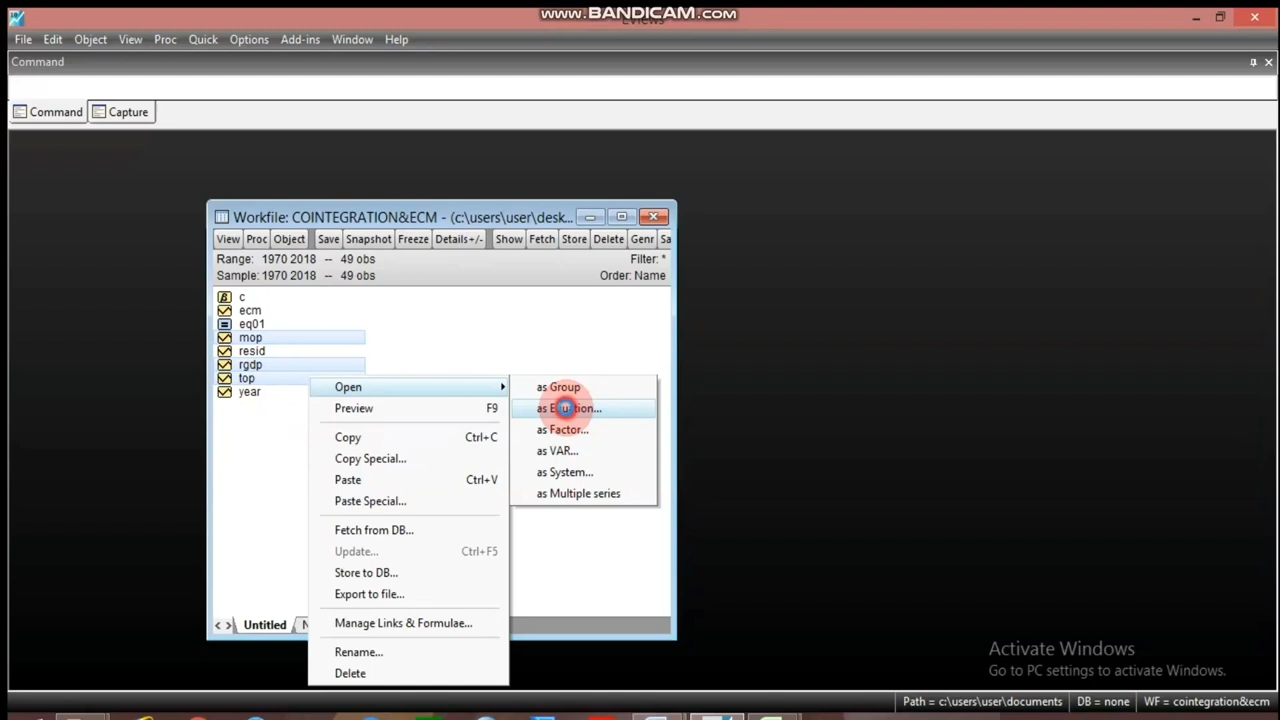 www.BANDICAM.com
EViews
File Edit Object View Proc Quick Options Add-ins Window Help
Command
Command Capture
Workfile: COINTEGRATION&ECM - (c:\users\user\desk...
View Proc Object Save Snapshot Freeze Details+/- Show Fetch Store Delete Genr Sa
Range: 1970 2018 -- 49 obs Filter: *
Sample: 1970 2018 -- 49 obs Order: Name
c
ecm
eq01
mop
resid
rgdp
top
year
Open
Preview F9
Copy Ctrl+C
Copy Special...
Paste Ctrl+V
Paste Special...
Fetch from DB...
Update... Ctrl+F5
Store to DB...
Export to file...
Manage Links & Formulae...
Rename...
Delete
as Group
as Equation...
as Factor...
as VAR...
as System...
as Multiple series
< > Untitled N
Activate Windows
Go to PC settings to activate Windows.
Path = c:\users\user\documents DB = none WF = cointegration&ecm